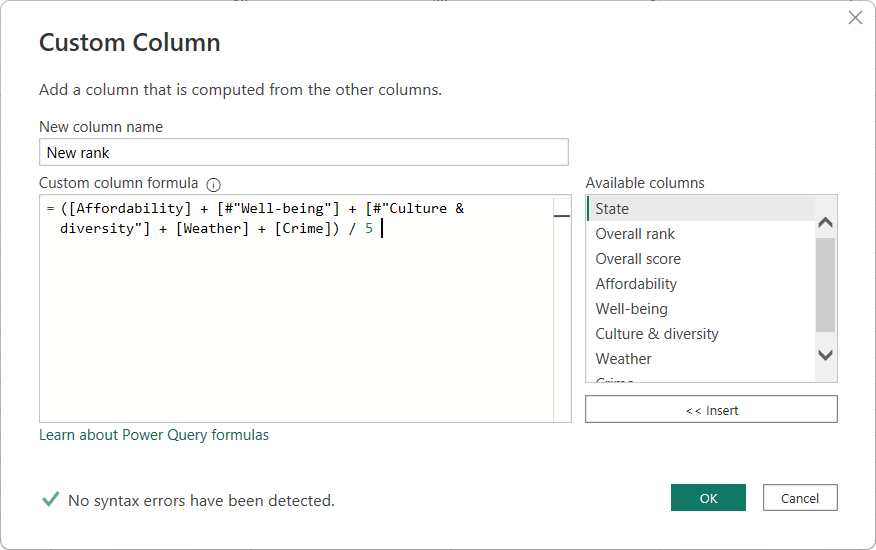 Custom Column
Add a column that is computed from the other columns.
New column name
New rank
Custom column formula
= ([Affordability] + [#"Well-being"] + [#"Culture &
diversity"] + [Weather] + [Crime]) / 5
Available columns
State
Overall rank
Overall score
Affordability
Well-being
Culture & diversity
Weather
Crime
<< Insert
Learn about Power Query formulas
No syntax errors have been detected.
OK
Cancel